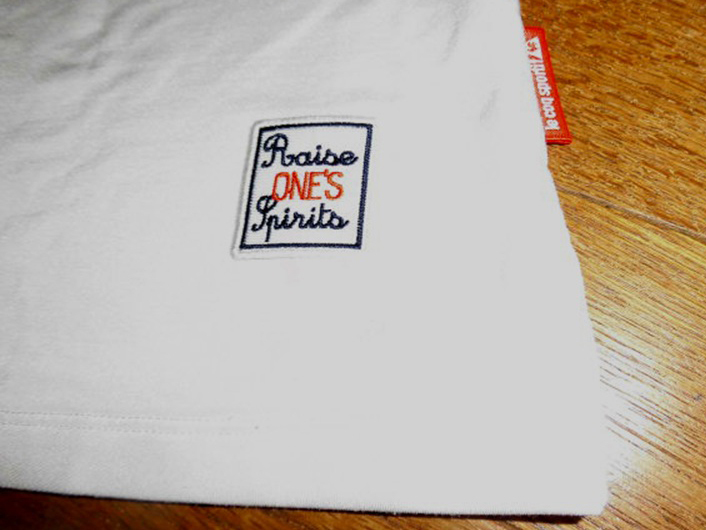 Raise
ONE'S
Spirits
le coq sportif